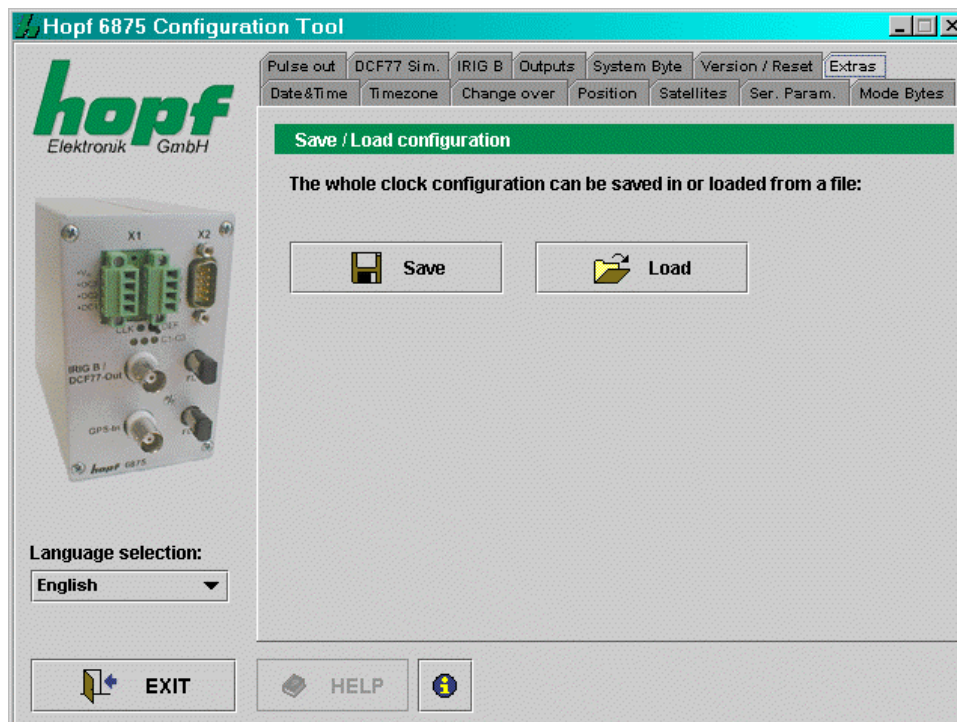 Hopf 6875 Configuration Tool
hopf
Elektronik GmbH
Pulse out DCF77 Sim. IRIG B Outputs System Byte Version / Reset Extras
Date&Time Timezone Change over Position Satellites Ser. Param. Mode Bytes
Save / Load configuration
The whole clock configuration can be saved in or loaded from a file:
Save Load
X1 X2
C1-C3
IRIG B /
DCF77-Out
GPS-In
hopf 6875
Language selection:
English
EXIT HELP